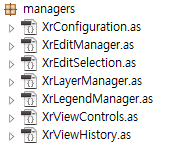 managers
XrConfiguration.as
XrEditManager.as
XrEditSelection.as
XrLayerManager.as
XrLegendManager.as
XrViewControls.as
XrViewHistory.as